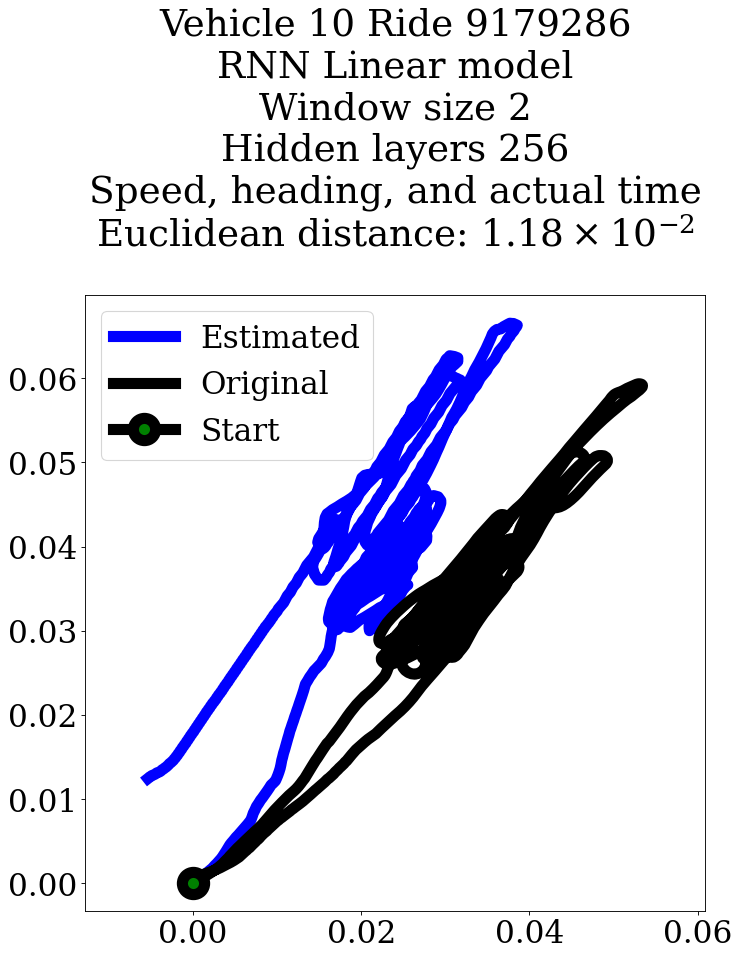 Vehicle 10 Ride 9179286
RNN Linear model
Window size 2
Hidden layers 256
Speed, heading, and actual time
Euclidean distance: 1.18 × 10⁻²
Estimated
Original
Start
0.06
0.05
0.04
0.03
0.02
0.01
0.00
0.00 0.02 0.04 0.06